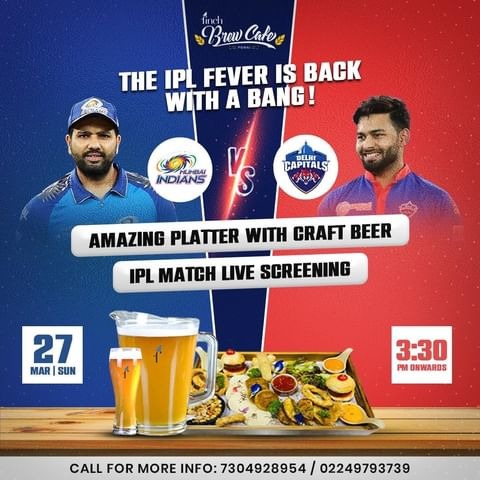 finch
Brew Cafe
POWAI
THE IPL FEVER IS BACK
WITH A BANG!
MUMBAI
INDIANS
VS
DELHI
CAPITALS
AMAZING PLATTER WITH CRAFT BEER
IPL MATCH LIVE SCREENING
27
MAR | SUN
3:30
PM ONWARDS
CALL FOR MORE INFO: 7304928954 / 02249793739